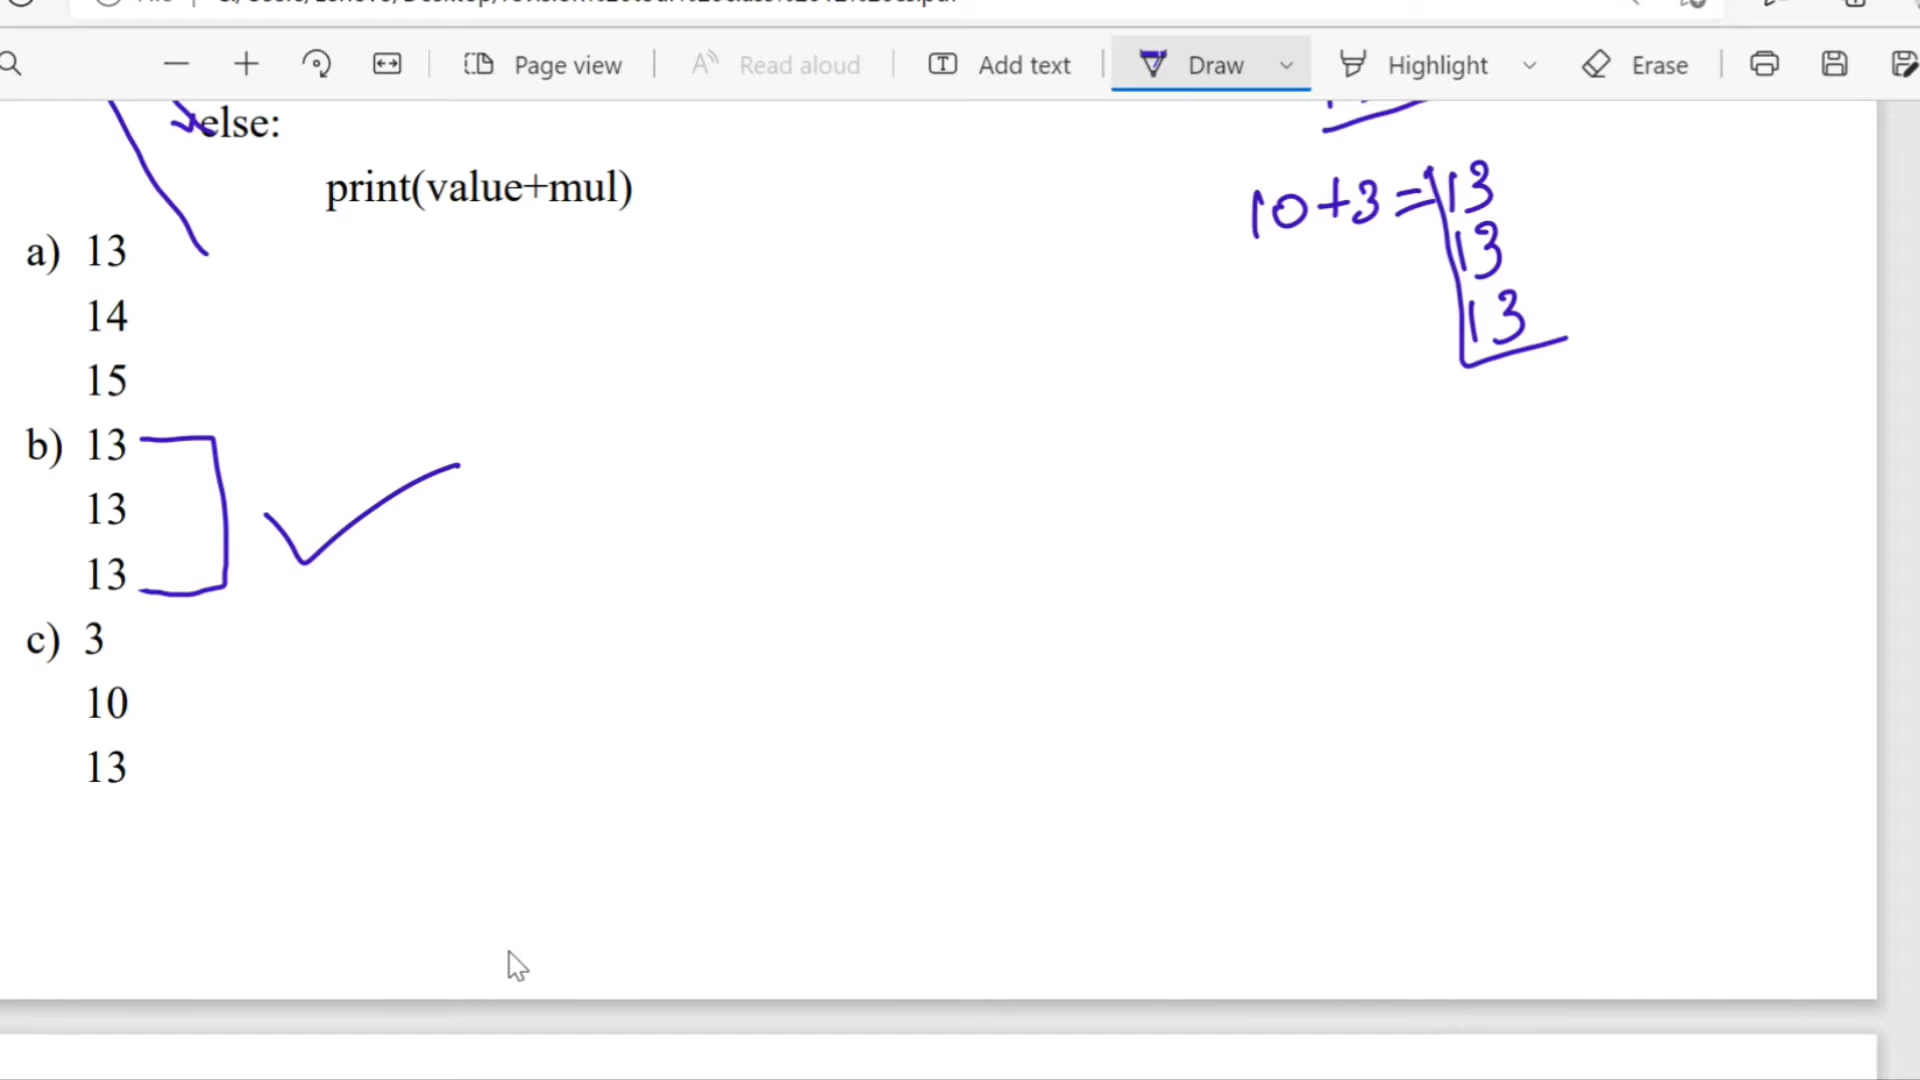 Page view
Read aloud
Add text
Draw
Highlight
Erase
else:
print(value+mul)
10+3=13
13
13
a) 13
14
15
b) 13
13
13
c) 3
10
13